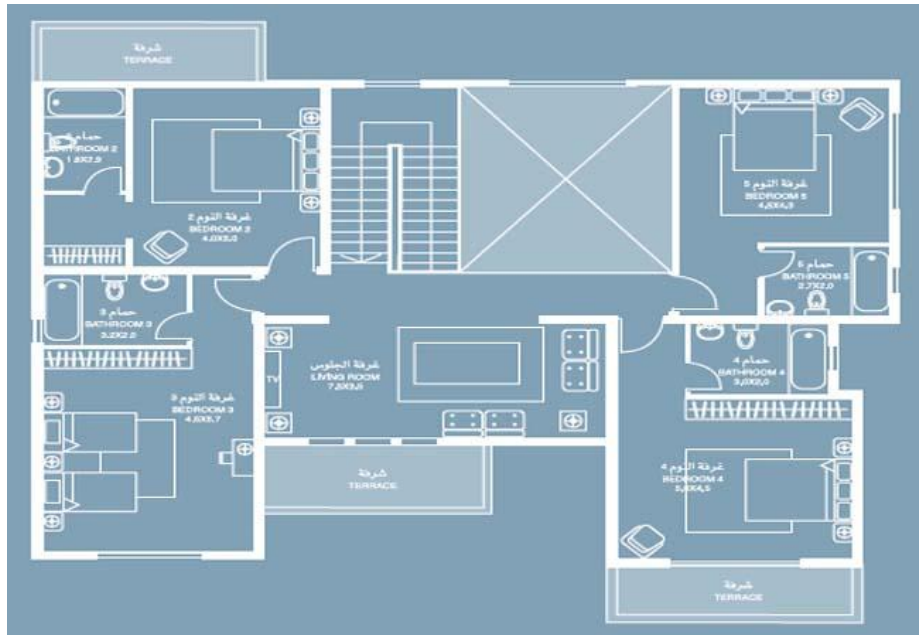 شرفة
TERRACE
حمام 2
BATHROOM 2
غرفة النوم 2
BEDROOM 2
غرفة النوم 5
BEDROOM 5
حمام 5
BATHROOM 5
2.7X2.0
حمام 3
BATHROOM 3
3.2X2.0
غرفة الجلوس
LIVING ROOM
TV
حمام 4
BATHROOM 4
3.0X2.0
غرفة النوم 3
BEDROOM 3
غرفة النوم 4
BEDROOM 4
شرفة
TERRACE
شرفة
TERRACE